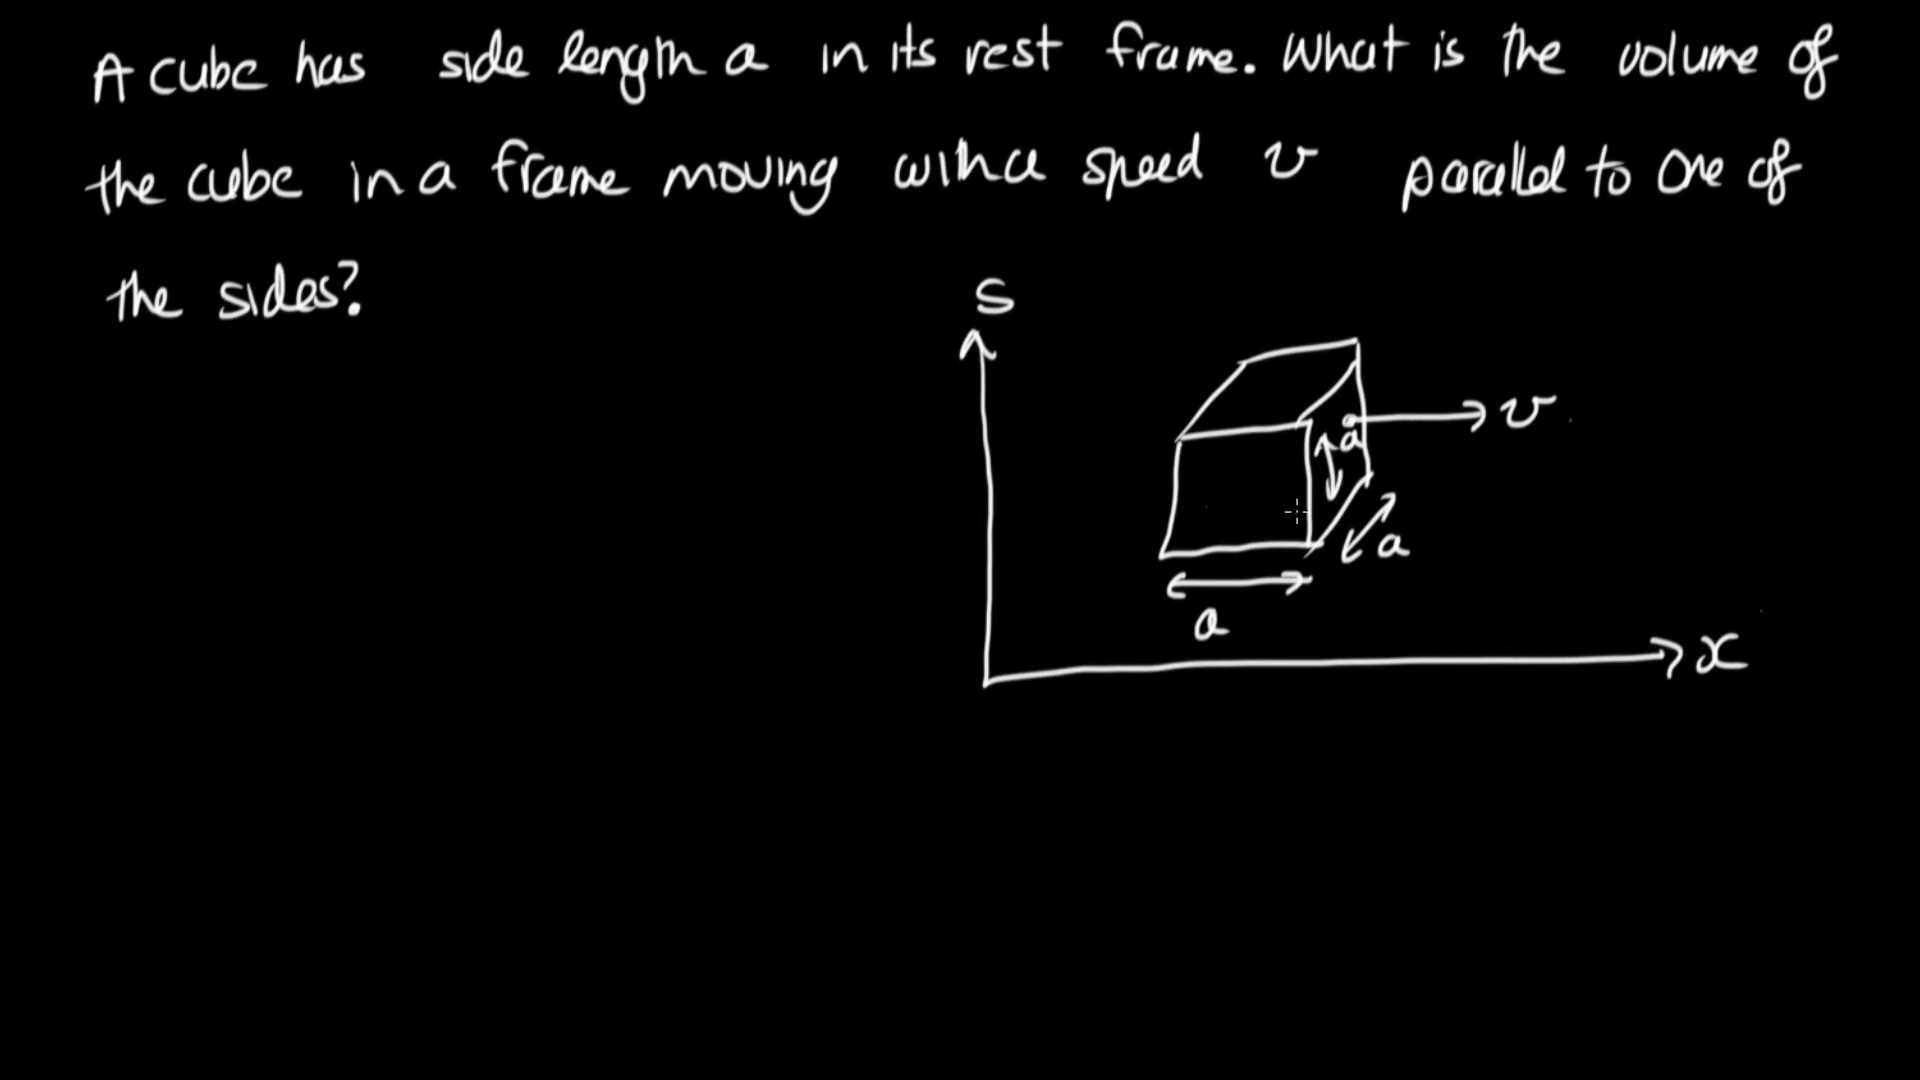 A cube has side length a in its rest frame. What is the volume of
the cube in a frame moving with a speed v parallel to one of
the sides?
S
v
a
a
a
x